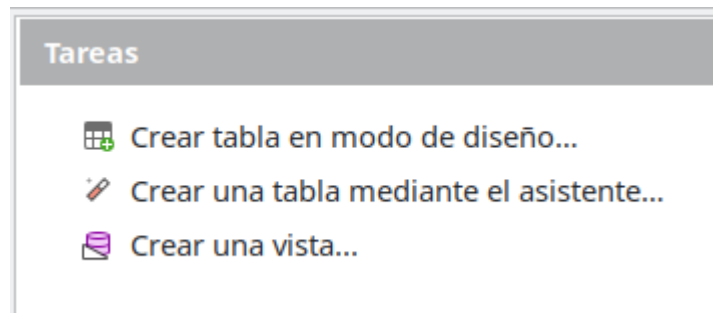 Tareas
Crear tabla en modo de diseño...
Crear una tabla mediante el asistente...
Crear una vista...